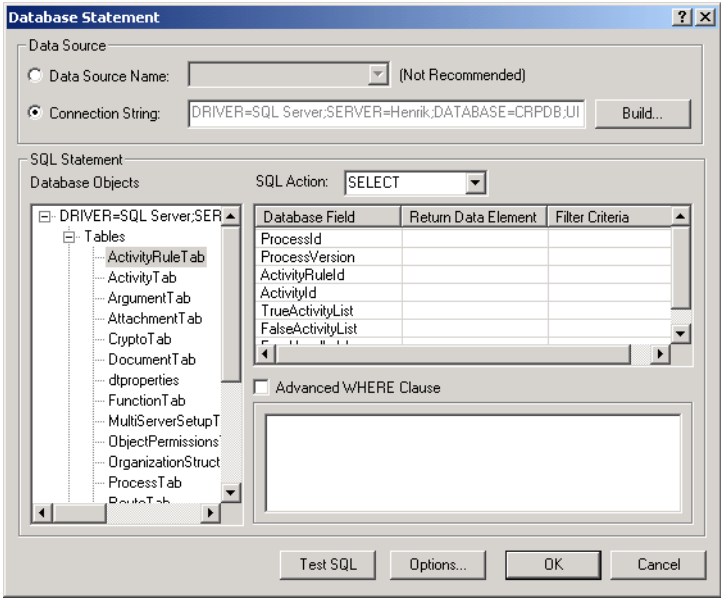 Database Statement
Data Source
Data Source Name:
(Not Recommended)
Connection String:
DRIVER=SQL Server;SERVER=Henrik;DATABASE=CRPDB;UI
Build...
SQL Statement
Database Objects
SQL Action:
SELECT
DRIVER=SQL Server;SER
Tables
ActivityRuleTab
ActivityTab
ArgumentTab
AttachmentTab
CryptoTab
DocumentTab
dtproperties
FunctionTab
MultiServerSetupT
ObjectPermissions
OrganizationStruct
ProcessTab
RouteTab
Database Field
Return Data Element
Filter Criteria
ProcessId
ProcessVersion
ActivityRuleId
ActivityId
TrueActivityList
FalseActivityList
Advanced WHERE Clause
Test SQL
Options...
OK
Cancel